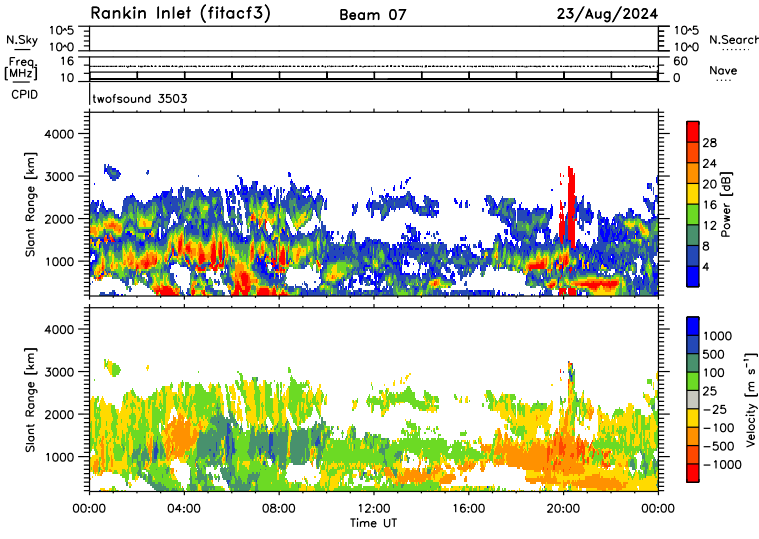 Rankin Inlet (fitacf3) Beam 07 23/Aug/2024
N.Sky 10^5 10^5 N.Search
10^0 10^0
Freq. 16 60 Nave
[MHz] 10 0
CPID
twofsound 3503
4000
3000
2000
1000
Slant Range [km]
28
24
20
16
12
8
4
Power [dB]
4000
3000
2000
1000
Slant Range [km]
1000
500
100
25
-25
-100
-500
-1000
Velocity [m s⁻¹]
00:00 04:00 08:00 12:00 16:00 20:00 00:00
Time UT